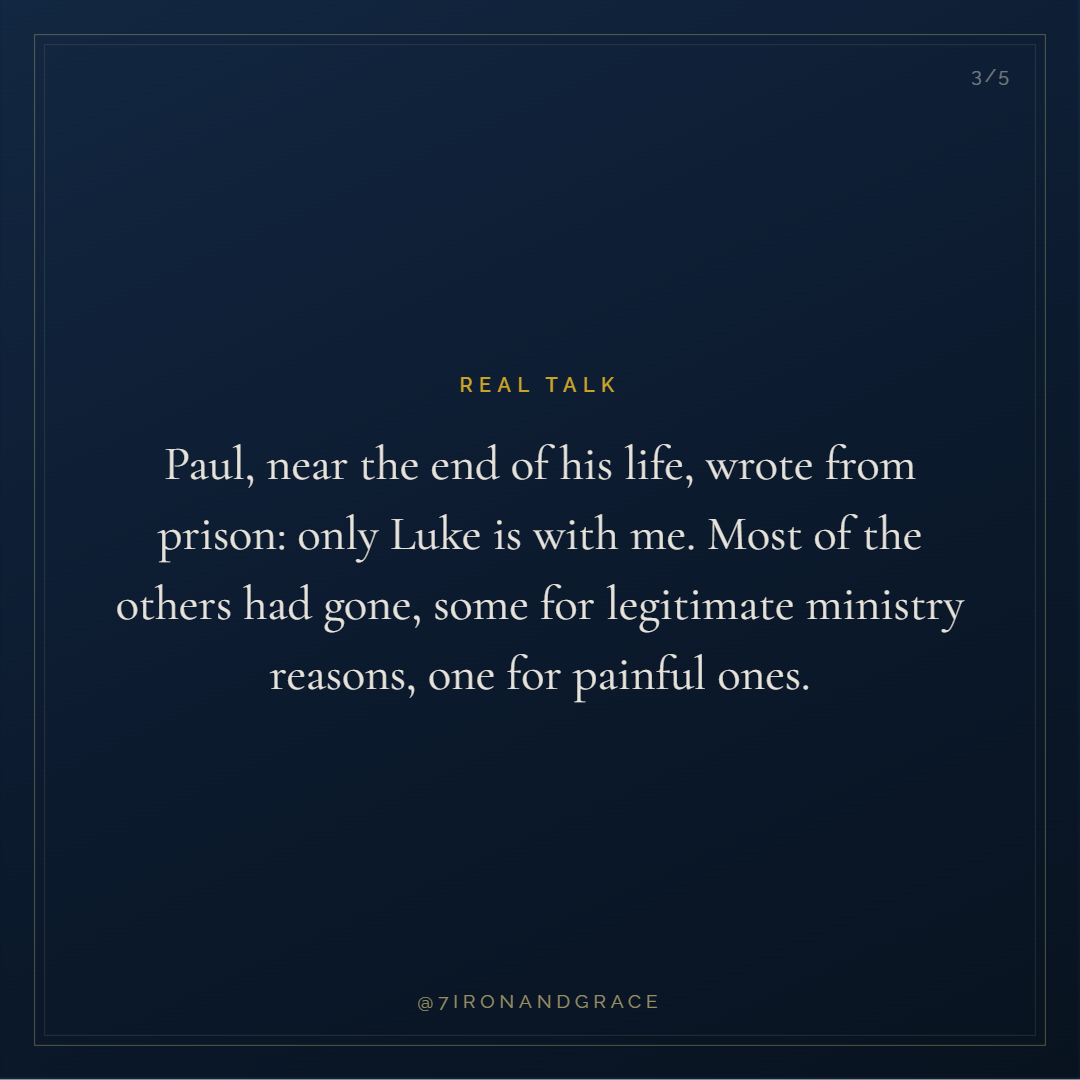 3/5
REAL TALK
Paul, near the end of his life, wrote from
prison: only Luke is with me. Most of the
others had gone, some for legitimate ministry
reasons, one for painful ones.
@7IRONANDGRACE